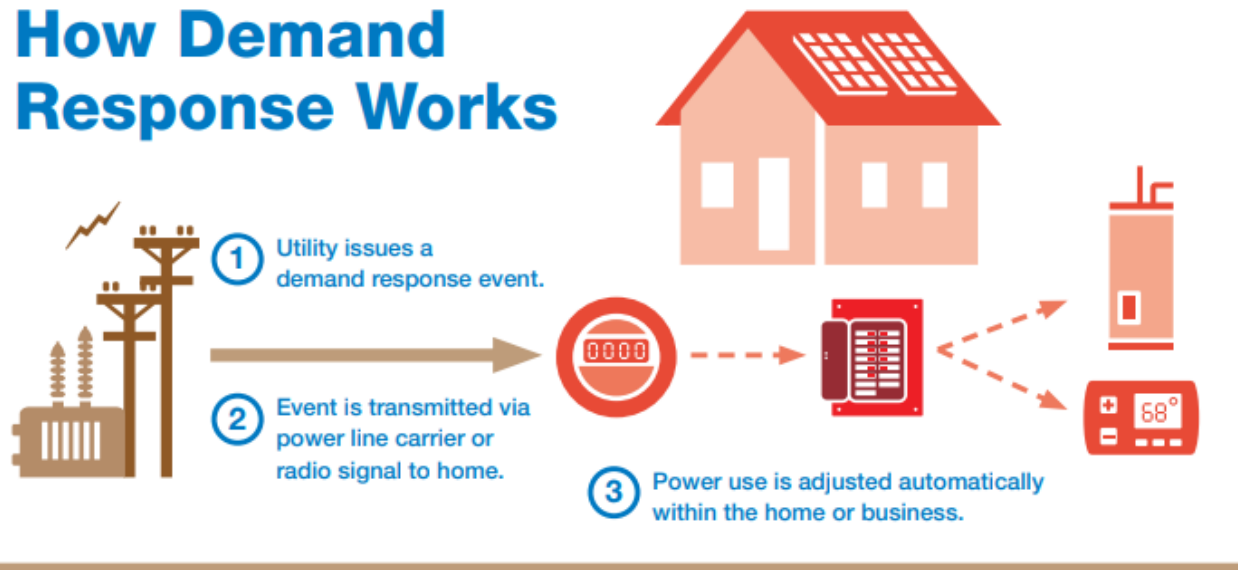 How Demand
Response Works
1
Utility issues a
demand response event.
2
Event is transmitted via
power line carrier or
radio signal to home.
0000
68°
3
Power use is adjusted automatically
within the home or business.